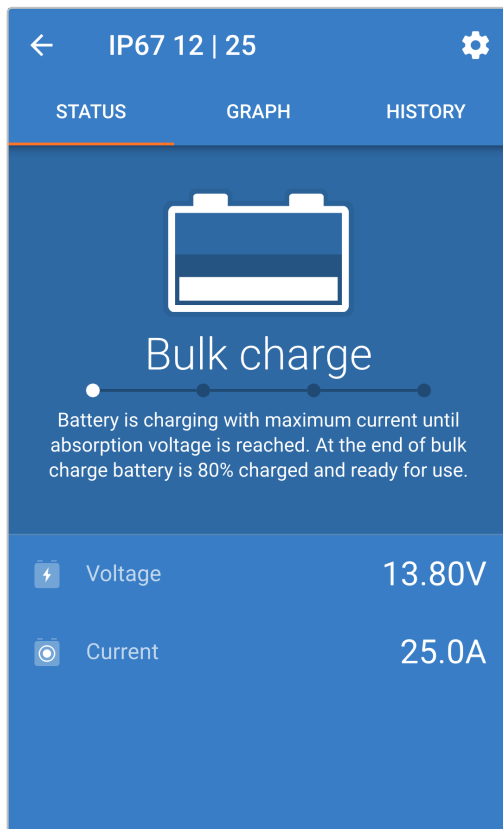 IP67 12 | 25
STATUS GRAPH HISTORY
Bulk charge
Battery is charging with maximum current until
absorption voltage is reached. At the end of bulk
charge battery is 80% charged and ready for use.
Voltage 13.80V
Current 25.0A